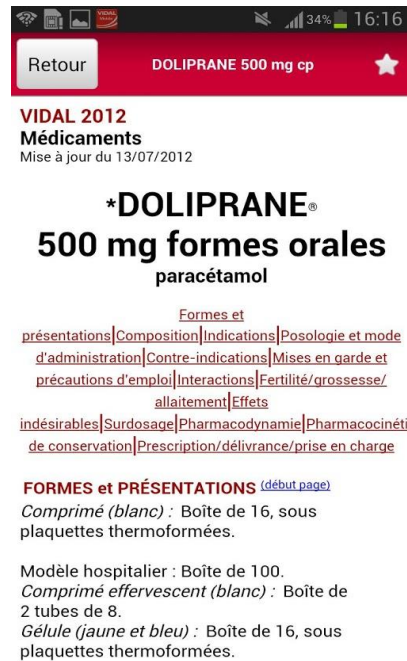 34% 16:16
Retour DOLIPRANE 500 mg cp
VIDAL 2012
Médicaments
Mise à jour du 13/07/2012
*DOLIPRANE®
500 mg formes orales
paracétamol
Formes et
présentations|Composition|Indications|Posologie et mode
d'administration|Contre-indications|Mises en garde et
précautions d'emploi|Interactions|Fertilité/grossesse/
allaitement|Effets
indésirables|Surdosage|Pharmacodynamie|Pharmacocinéti
de conservation|Prescription/délivrance/prise en charge
FORMES et PRÉSENTATIONS (début page)
Comprimé (blanc) : Boîte de 16, sous
plaquettes thermoformées.
Modèle hospitalier : Boîte de 100.
Comprimé effervescent (blanc) : Boîte de
2 tubes de 8.
Gélule (jaune et bleu) : Boîte de 16, sous
plaquettes thermoformées.